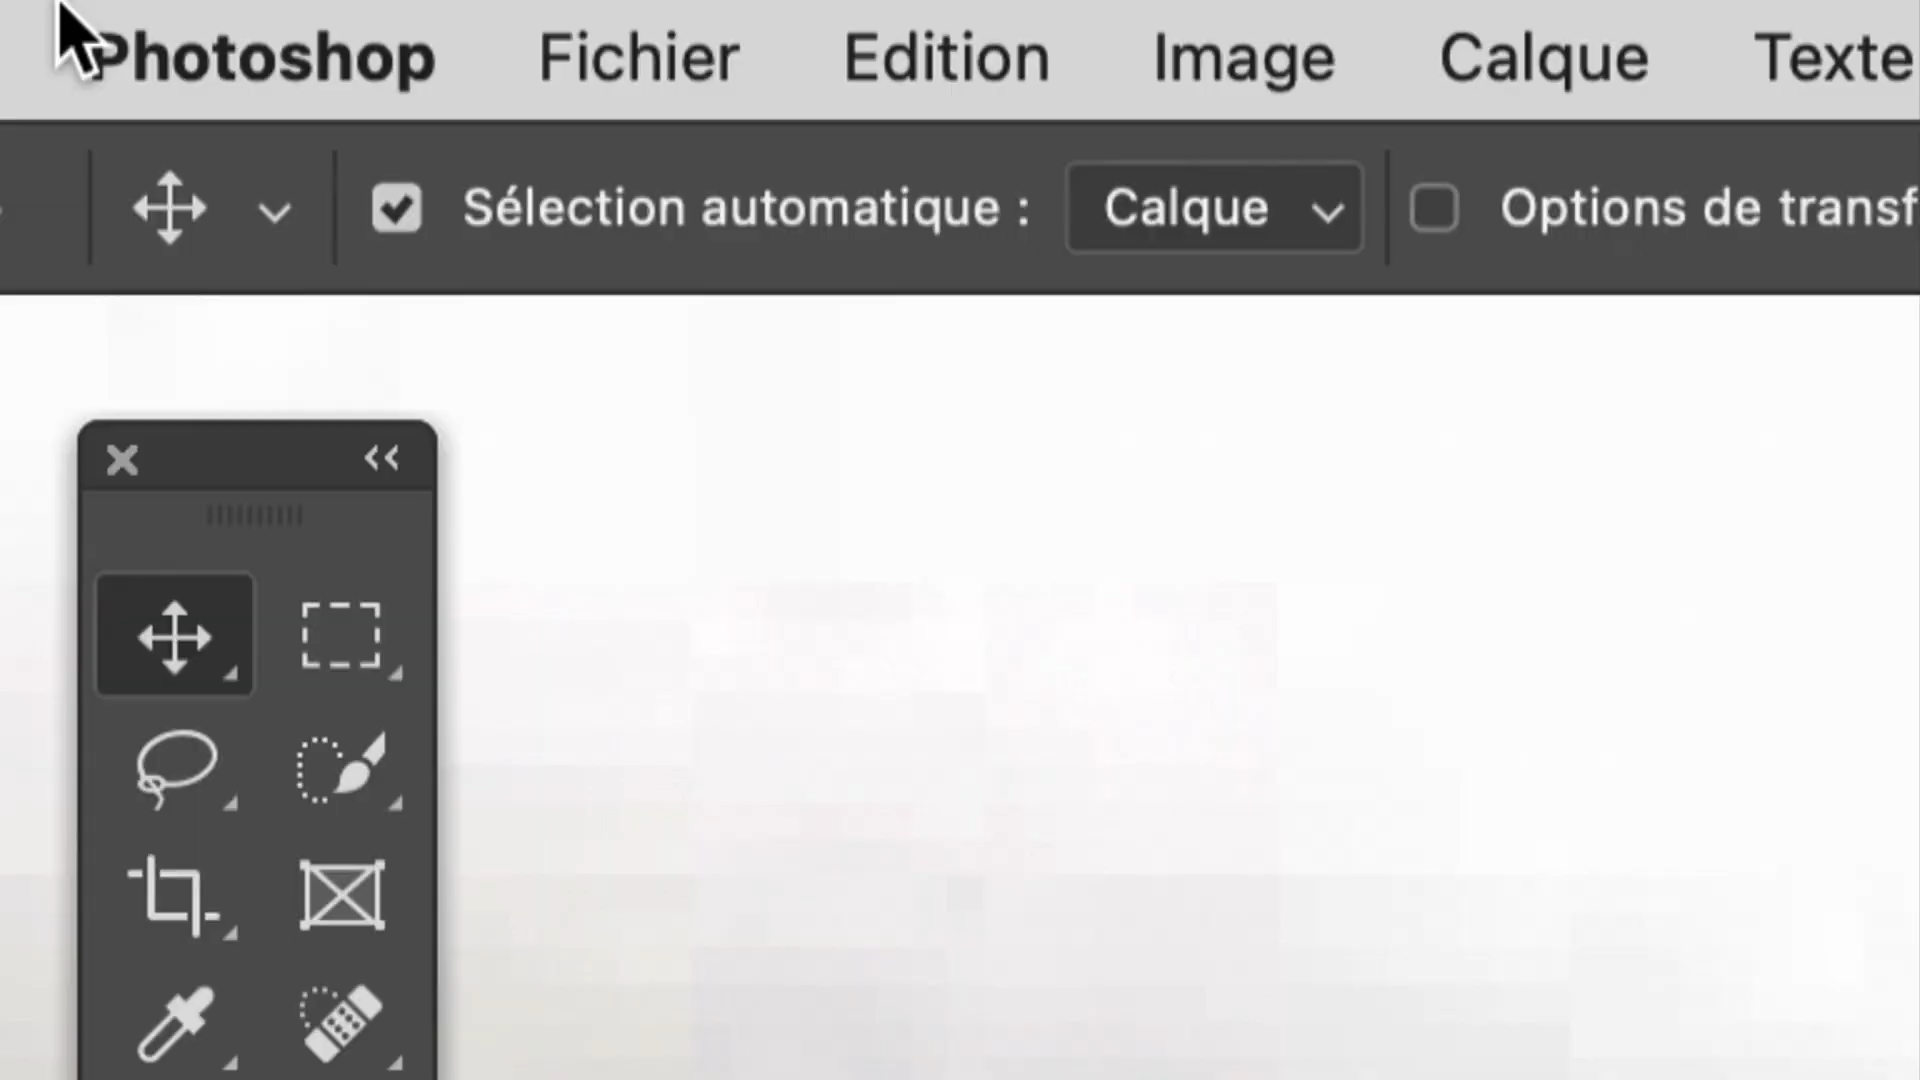 Photoshop Fichier Edition Image Calque Texte
Sélection automatique : Calque Options de transf